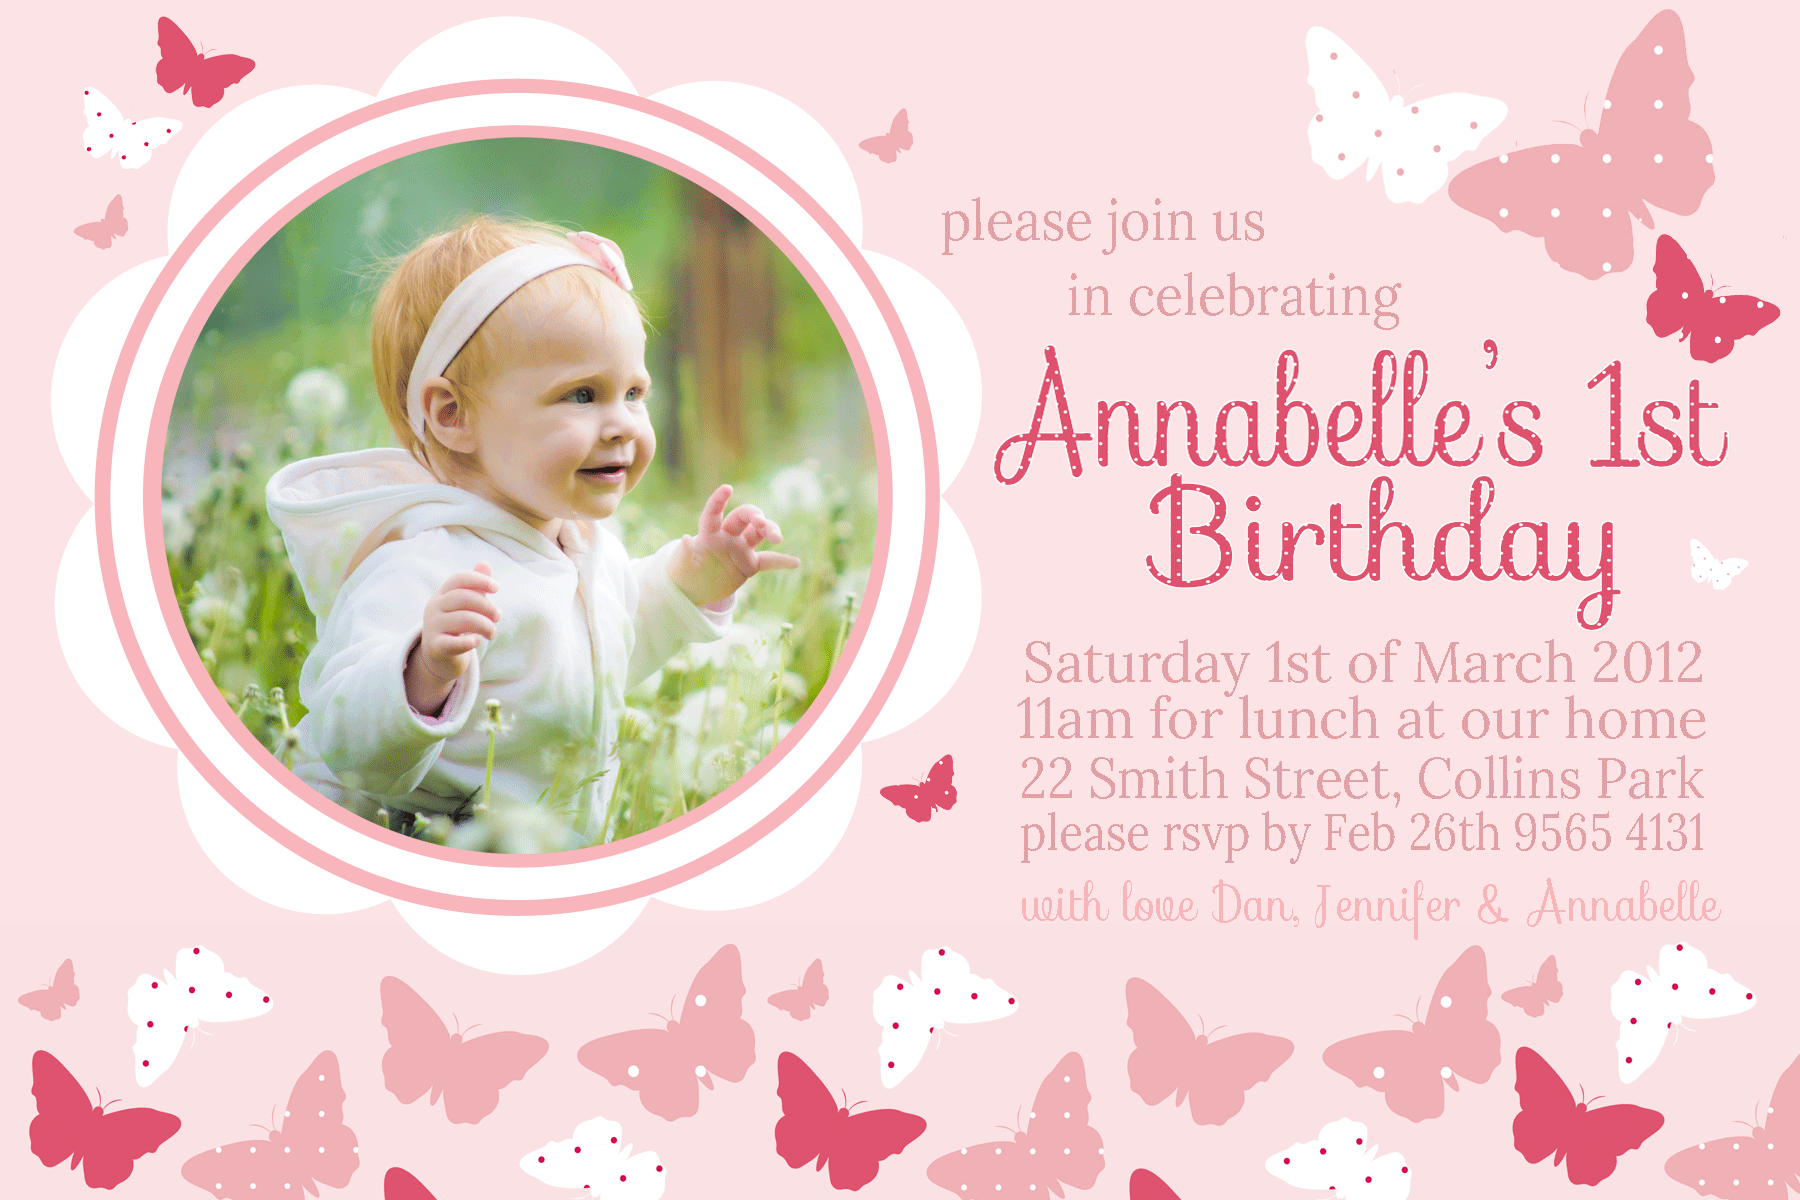 please join us
in celebrating
Annabelle's 1st
Birthday
Saturday 1st of March 2012
11am for lunch at our home
22 Smith Street, Collins Park
please rsvp by Feb 26th 9565 4131
with love Dan, Jennifer & Annabelle